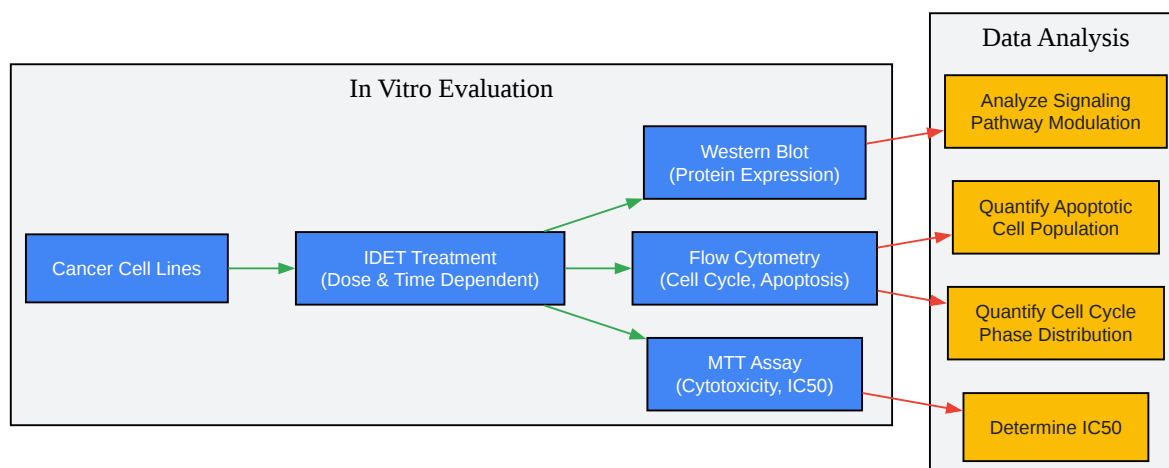 In Vitro Evaluation
Cancer Cell Lines
IDET Treatment
(Dose & Time Dependent)
Western Blot
(Protein Expression)
Flow Cytometry
(Cell Cycle, Apoptosis)
MTT Assay
(Cytotoxicity, IC50)
Data Analysis
Analyze Signaling
Pathway Modulation
Quantify Apoptotic
Cell Population
Quantify Cell Cycle
Phase Distribution
Determine IC50